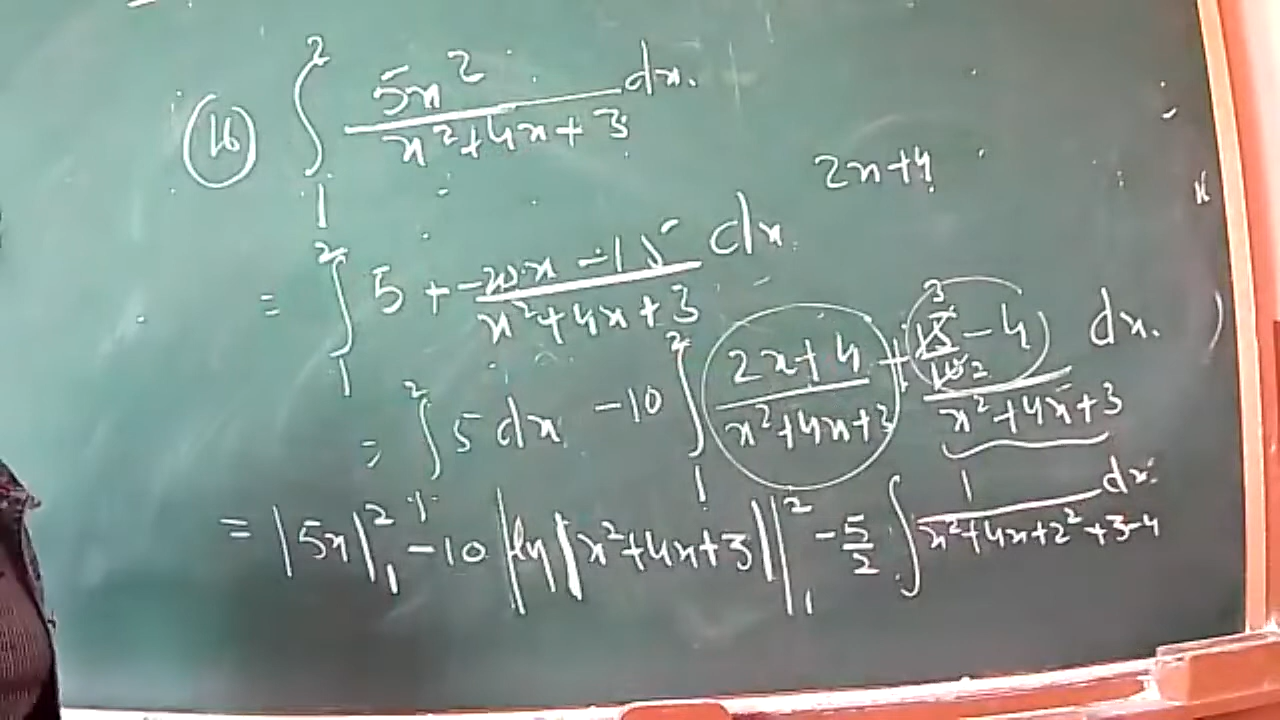 (16) ∫₁² 5x²/(x²+4x+3) dx.
2x+4
= ∫₁² 5 + (-20x -15)/(x²+4x+3) dx
= ∫₁² 5 dx -10 ∫₁² (2x+4)/(x²+4x+3) + (3/2 -4)/(x²+4x+3) dx.
= |5x|₁² -10 |ln|x²+4x+3||₁² -5/2 ∫ 1/(x²+4x+2²+3-4) dx.